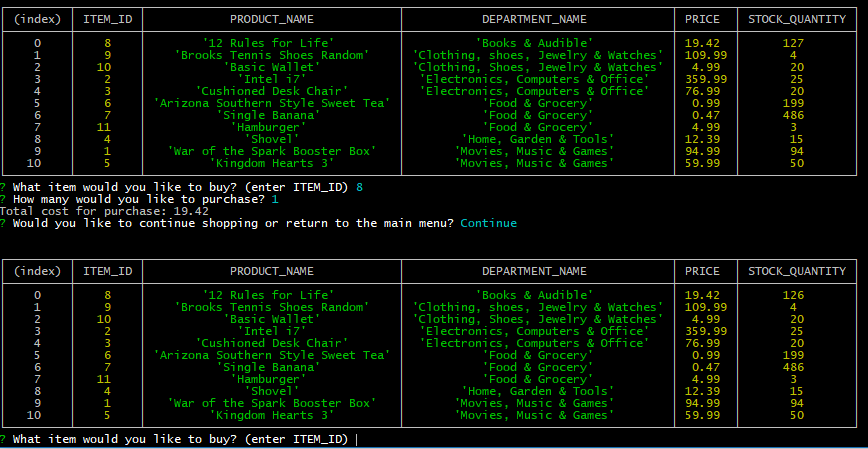 (index) ITEM_ID PRODUCT_NAME DEPARTMENT_NAME PRICE STOCK_QUANTITY
0 8 '12 Rules for Life' 'Books & Audible' 19.42 127
1 9 'Brooks Tennis Shoes Random' 'Clothing, shoes, Jewelry & Watches' 109.99 4
2 10 'Basic Wallet' 'Clothing, Shoes, Jewelry & Watches' 4.99 20
3 2 'Intel i7' 'Electronics, Computers & Office' 359.99 25
4 3 'Cushioned Desk Chair' 'Electronics, Computers & Office' 76.99 20
5 6 'Arizona Southern Style Sweet Tea' 'Food & Grocery' 0.99 199
6 7 'Single Banana' 'Food & Grocery' 0.47 486
7 11 'Hamburger' 'Food & Grocery' 4.99 3
8 4 'Shovel' 'Home, Garden & Tools' 12.39 15
9 1 'War of the Spark Booster Box' 'Movies, Music & Games' 94.99 94
10 5 'Kingdom Hearts 3' 'Movies, Music & Games' 59.99 50
? What item would you like to buy? (enter ITEM_ID) 8
? How many would you like to purchase? 1
Total cost for purchase: 19.42
? Would you like to continue shopping or return to the main menu? Continue
(index) ITEM_ID PRODUCT_NAME DEPARTMENT_NAME PRICE STOCK_QUANTITY
0 8 '12 Rules for Life' 'Books & Audible' 19.42 126
1 9 'Brooks Tennis Shoes Random' 'Clothing, shoes, Jewelry & Watches' 109.99 4
2 10 'Basic Wallet' 'Clothing, Shoes, Jewelry & Watches' 4.99 20
3 2 'Intel i7' 'Electronics, Computers & Office' 359.99 25
4 3 'Cushioned Desk Chair' 'Electronics, Computers & Office' 76.99 20
5 6 'Arizona Southern Style Sweet Tea' 'Food & Grocery' 0.99 199
6 7 'Single Banana' 'Food & Grocery' 0.47 486
7 11 'Hamburger' 'Food & Grocery' 4.99 3
8 4 'Shovel' 'Home, Garden & Tools' 12.39 15
9 1 'War of the Spark Booster Box' 'Movies, Music & Games' 94.99 94
10 5 'Kingdom Hearts 3' 'Movies, Music & Games' 59.99 50
? What item would you like to buy? (enter ITEM_ID)